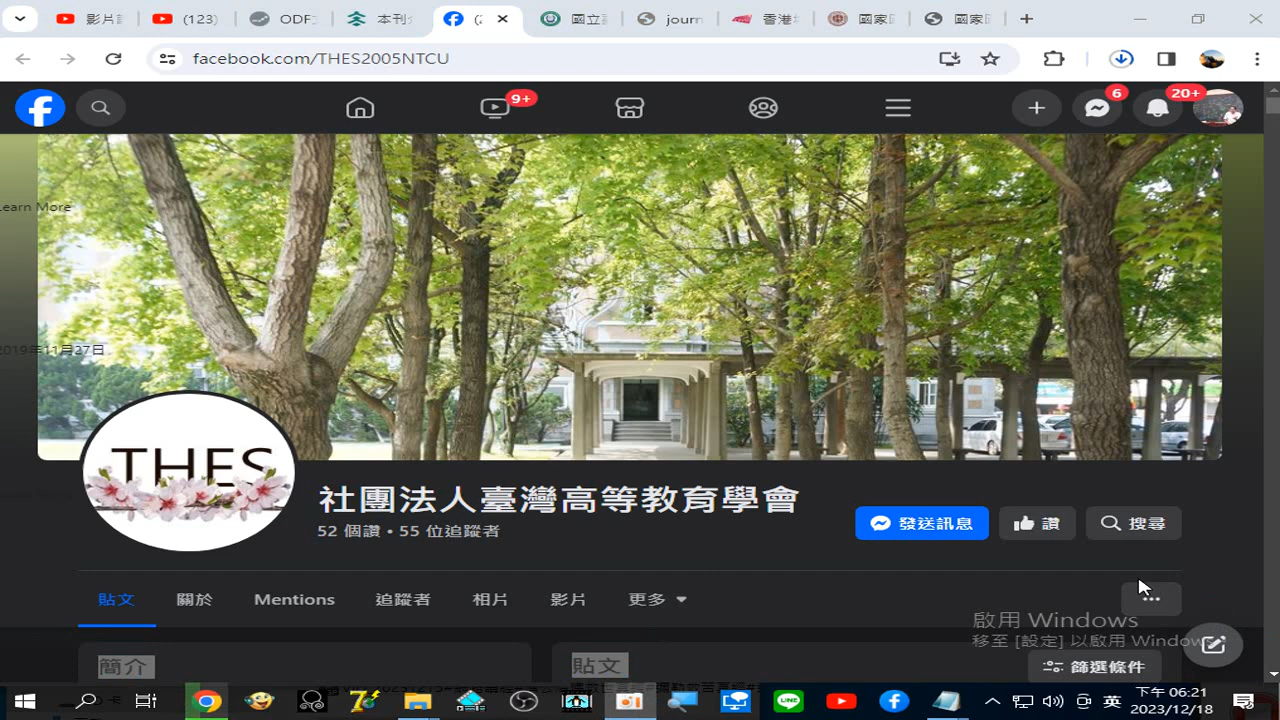 影片
(123)
ODF
本刊
(2
國立
journ
香港
國家
國家
facebook.com/THES2005NTCU
9+
6
20+
Learn More
2019年11月27日
THES
社團法人臺灣高等教育學會
52 個讚 • 55 位追蹤者
發送訊息
讚
搜尋
貼文
關於
Mentions
追蹤者
相片
影片
更多
啟用 Windows
移至 [設定] 以啟用 Windows
簡介
貼文
篩選條件
英
下午 06:21
2023/12/18